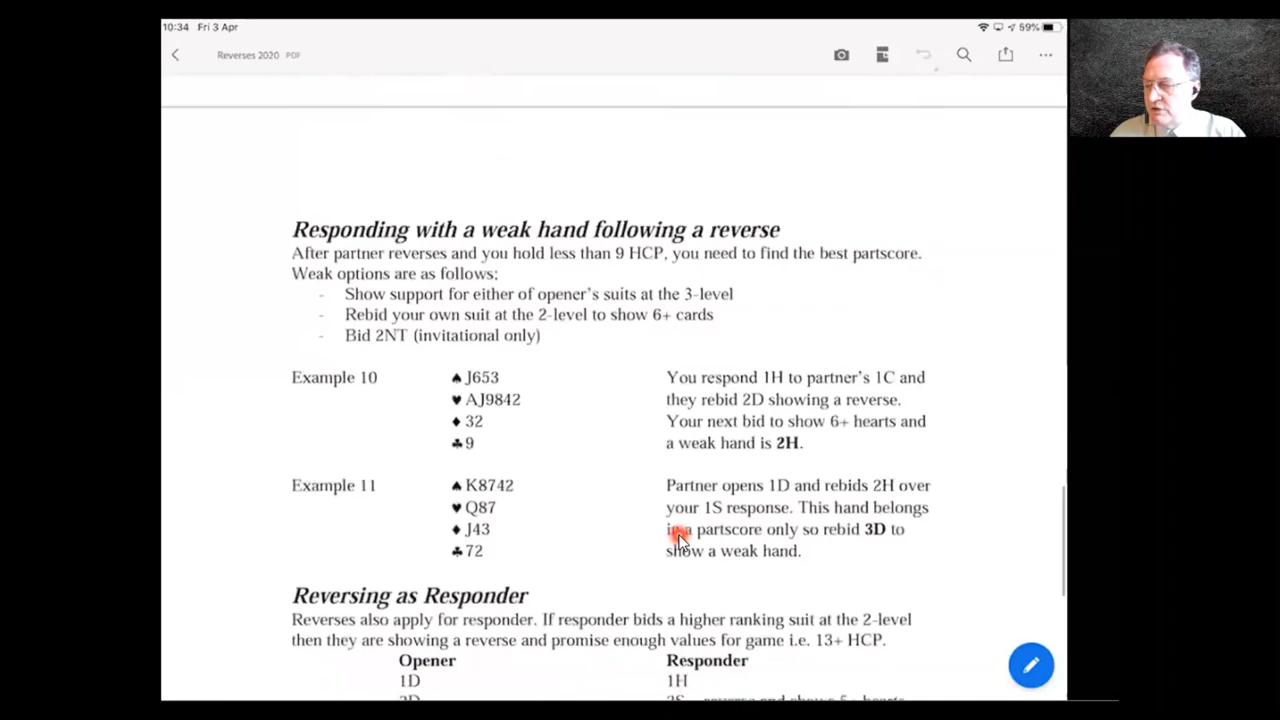 10:34 Fri 3 Apr
59%
Reverses 2020 PDF
Responding with a weak hand following a reverse
After partner reverses and you hold less than 9 HCP, you need to find the best partscore.
Weak options are as follows:
- Show support for either of opener's suits at the 3-level
- Rebid your own suit at the 2-level to show 6+ cards
- Bid 2NT (invitational only)
Example 10
♠ J653
♥ AJ9842
♦ 32
♣ 9
You respond 1H to partner's 1C and
they rebid 2D showing a reverse.
Your next bid to show 6+ hearts and
a weak hand is 2H.
Example 11
♠ K8742
♥ Q87
♦ J43
♣ 72
Partner opens 1D and rebids 2H over
your 1S response. This hand belongs
in a partscore only so rebid 3D to
show a weak hand.
Reversing as Responder
Reverses also apply for responder. If responder bids a higher ranking suit at the 2-level
then they are showing a reverse and promise enough values for game i.e. 13+ HCP.
Opener Responder
1D 1H
2D 2S reverse and shows 5+ hearts